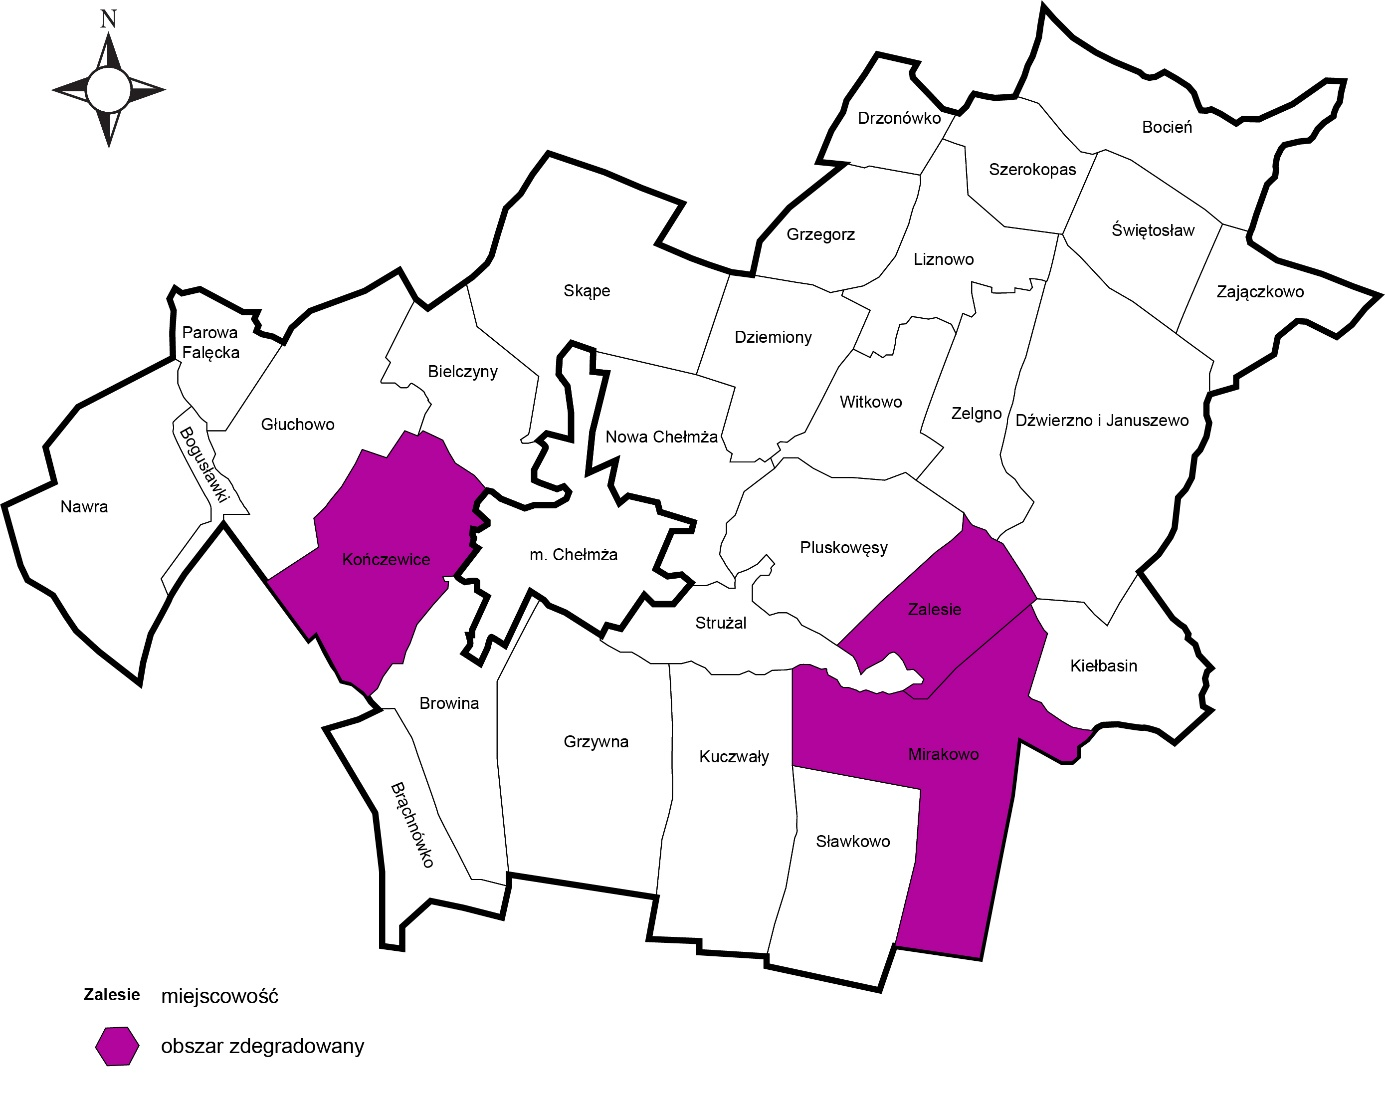 N
Drzonówko
Bocień
Szerokopas
Grzegorz
Świętosław
Liznowo
Skąpe
Zajączkowo
Parowa
Falęcka
Dziemiony
Bielczyny
Głuchowo
Witkowo
Zelgno
Dźwierzno i Januszewo
Nowa Chełmża
Bogusławki
Nawra
Kończewice
m. Chełmża
Pluskowęsy
Zalesie
Strużal
Kiełbasin
Browina
Grzywna
Kuczwały
Mirakowo
Brąchnówko
Sławkowo
Zalesie miejscowość
obszar zdegradowany